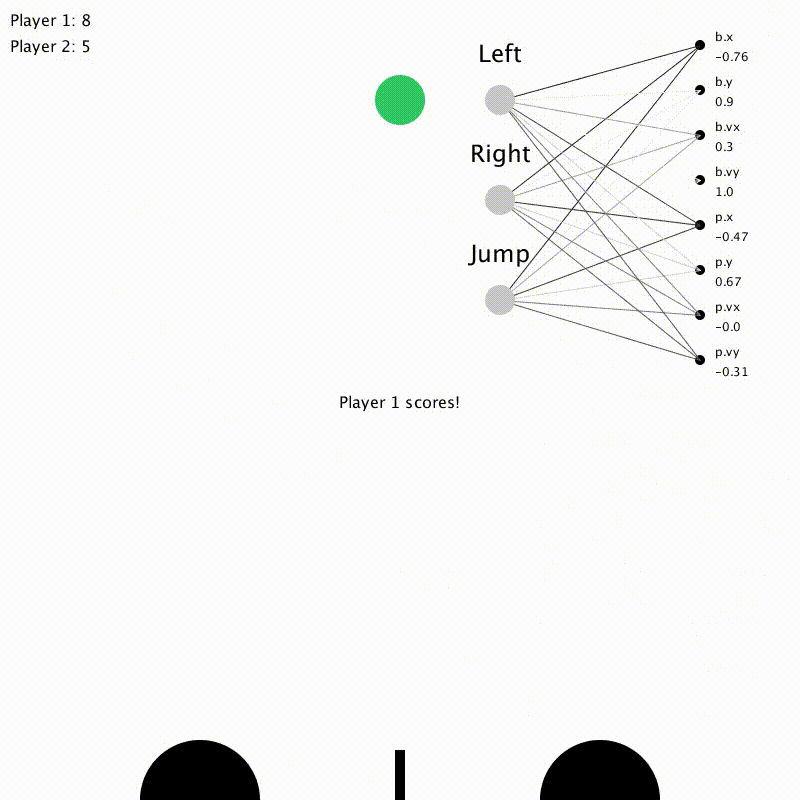 Player 1: 8
Player 2: 5
Left
Right
Jump
b.x
-0.76
b.y
0.9
b.vx
0.3
b.vy
1.0
p.x
-0.47
p.y
0.67
p.vx
-0.0
p.vy
-0.31
Player 1 scores!